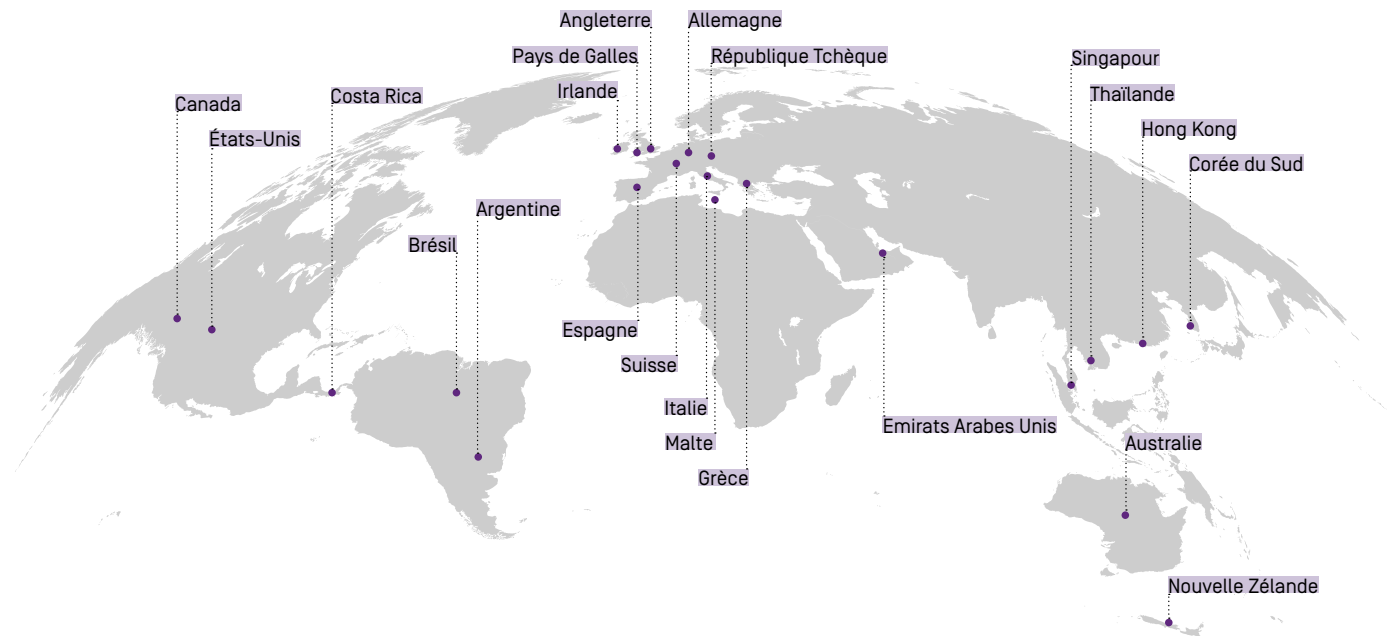 Angleterre
Allemagne
Pays de Galles
République Tchèque
Singapour
Irlande
Thaïlande
Costa Rica
Canada
Hong Kong
États-Unis
Corée du Sud
Argentine
Brésil
Espagne
Suisse
Italie
Emirats Arabes Unis
Malte
Australie
Grèce
Nouvelle Zélande